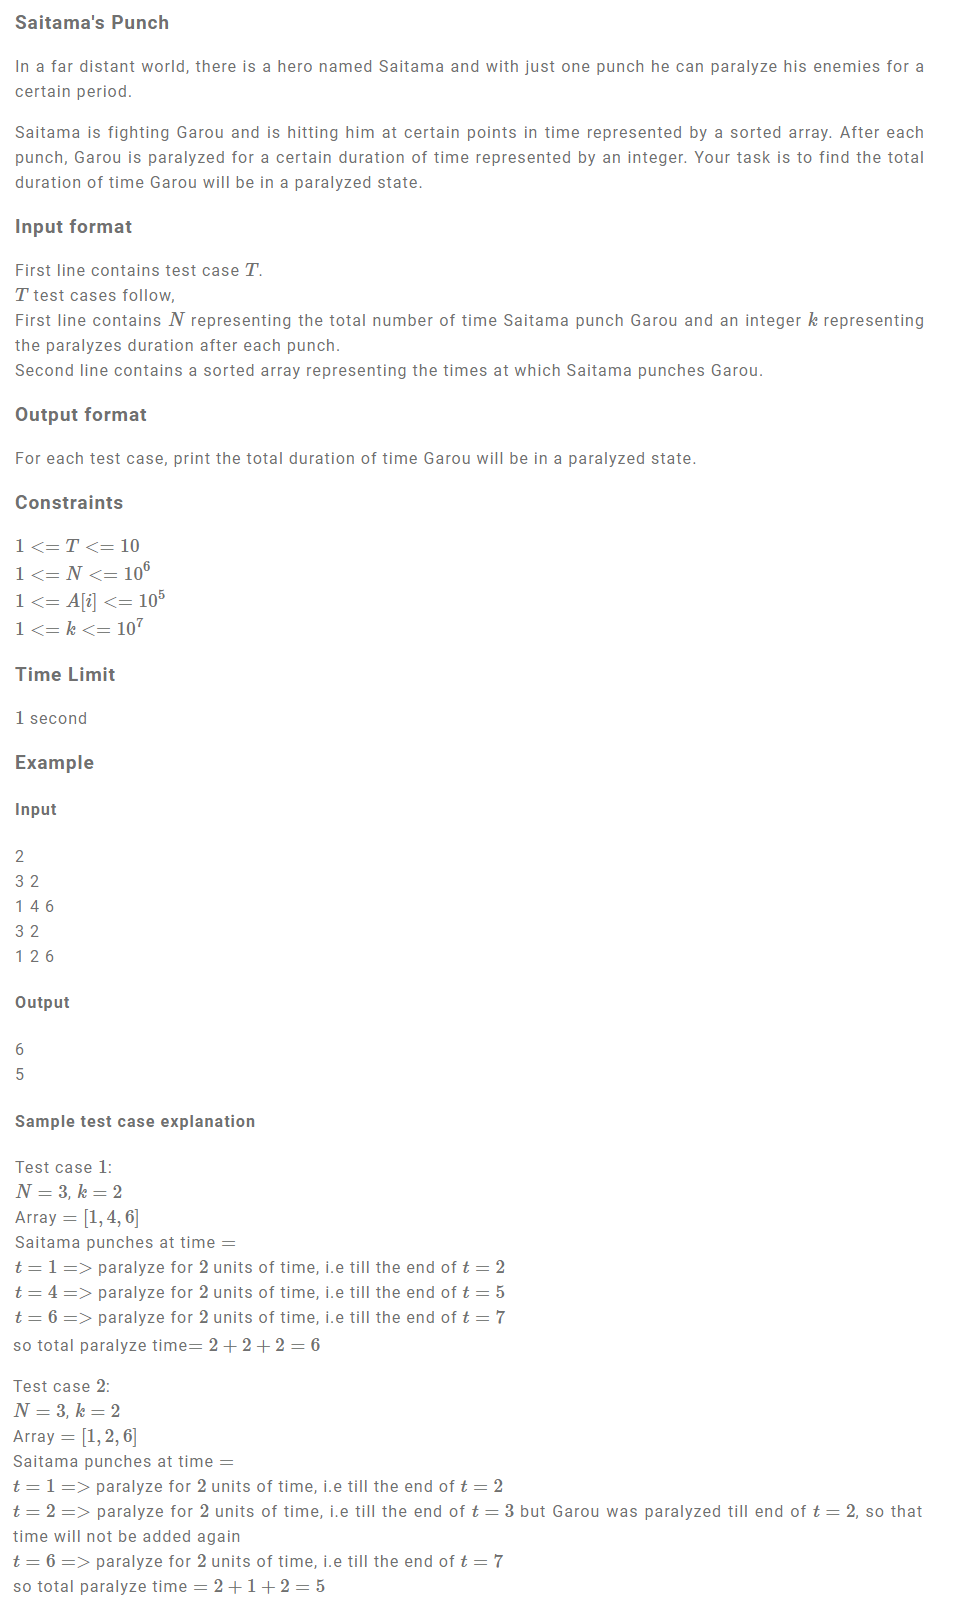 Saitama's Punch
In a far distant world, there is a hero named Saitama and with just one punch he can paralyze his enemies for a
certain period.
Saitama is fighting Garou and is hitting him at certain points in time represented by a sorted array. After each
punch, Garou is paralyzed for a certain duration of time represented by an integer. Your task is to find the total
duration of time Garou will be in a paralyzed state.
Input format
First line contains test case T.
T test cases follow,
First line contains N representing the total number of time Saitama punch Garou and an integer k representing
the paralyzes duration after each punch.
Second line contains a sorted array representing the times at which Saitama punches Garou.
Output format
For each test case, print the total duration of time Garou will be in a paralyzed state.
Constraints
1 <= T <= 10
1 <= N <= 10^6
1 <= A[i] <= 10^5
1 <= k <= 10^7
Time Limit
1 second
Example
Input
2
3 2
1 4 6
3 2
1 2 6
Output
6
5
Sample test case explanation
Test case 1:
N = 3, k = 2
Array = [1, 4, 6]
Saitama punches at time =
t = 1 => paralyze for 2 units of time, i.e till the end of t = 2
t = 4 => paralyze for 2 units of time, i.e till the end of t = 5
t = 6 => paralyze for 2 units of time, i.e till the end of t = 7
so total paralyze time= 2 + 2 + 2 = 6
Test case 2:
N = 3, k = 2
Array = [1, 2, 6]
Saitama punches at time =
t = 1 => paralyze for 2 units of time, i.e till the end of t = 2
t = 2 => paralyze for 2 units of time, i.e till the end of t = 3 but Garou was paralyzed till end of t = 2, so that
time will not be added again
t = 6 => paralyze for 2 units of time, i.e till the end of t = 7
so total paralyze time = 2 + 1 + 2 = 5